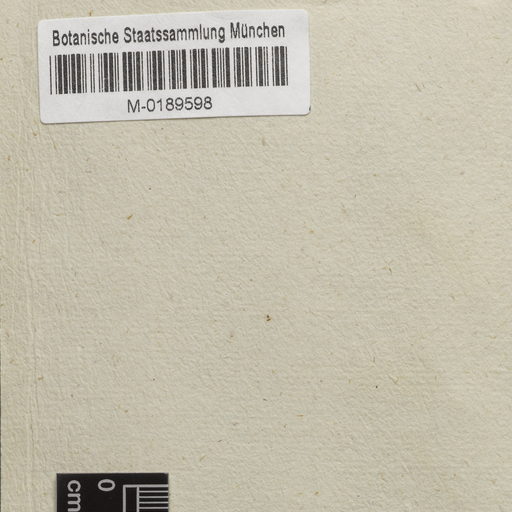 Botanische Staatssammlung München
M-0189598
0
cm